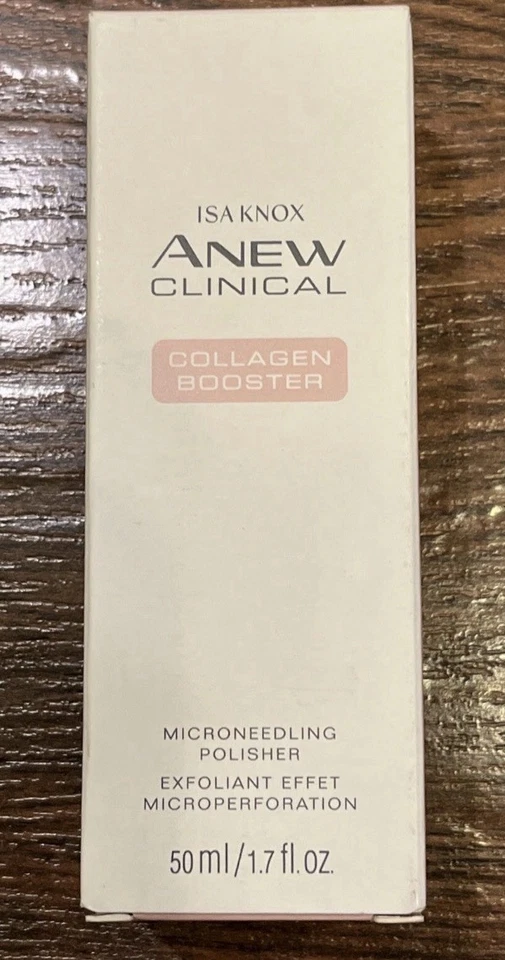 ISA KNOX
ANEW
CLINICAL
COLLAGEN
BOOSTER
MICRONEEDLING
POLISHER
EXFOLIANT EFFET
MICROPERFORATION
50 ml/1.7 fl. oz.